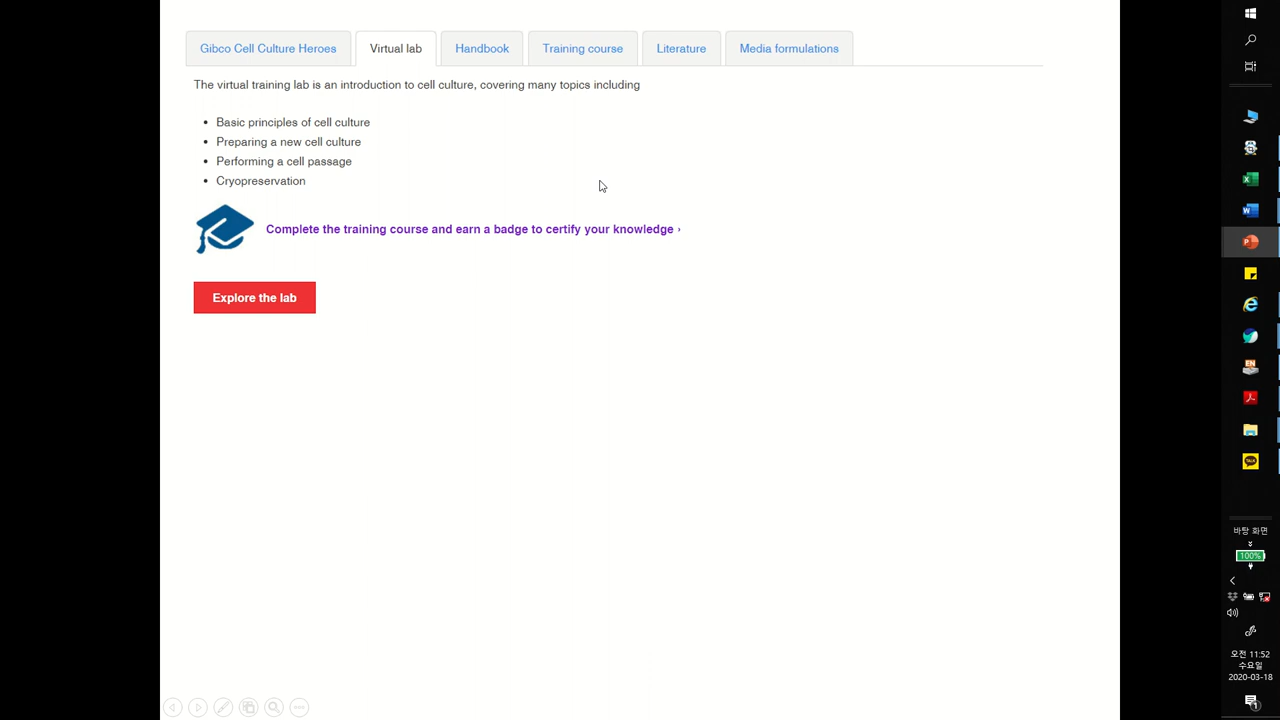 Gibco Cell Culture Heroes
Virtual lab
Handbook
Training course
Literature
Media formulations
The virtual training lab is an introduction to cell culture, covering many topics including
• Basic principles of cell culture
• Preparing a new cell culture
• Performing a cell passage
• Cryopreservation
Complete the training course and earn a badge to certify your knowledge ›
Explore the lab
EN
TALK
바탕 화면
100%
오전 11:52
수요일
2020-03-18
1